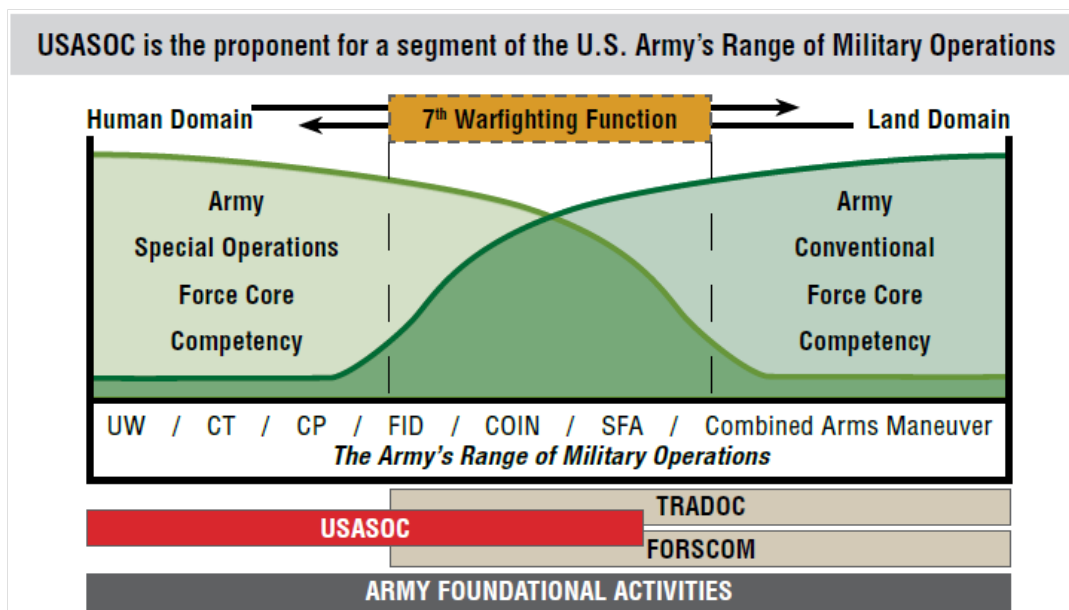 USASOC is the proponent for a segment of the U.S. Army's Range of Military Operations
Human Domain
7th Warfighting Function
Land Domain
Army
Special Operations
Force Core
Competency
Army
Conventional
Force Core
Competency
UW / CT / CP / FID / COIN / SFA / Combined Arms Maneuver
The Army's Range of Military Operations
TRADOC
USASOC
FORSCOM
ARMY FOUNDATIONAL ACTIVITIES